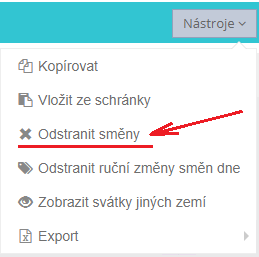 Nástroje
Kopírovat
Vložit ze schránky
Odstranit směny
Odstranit ruční změny směn dne
Zobrazit svátky jiných zemí
Export